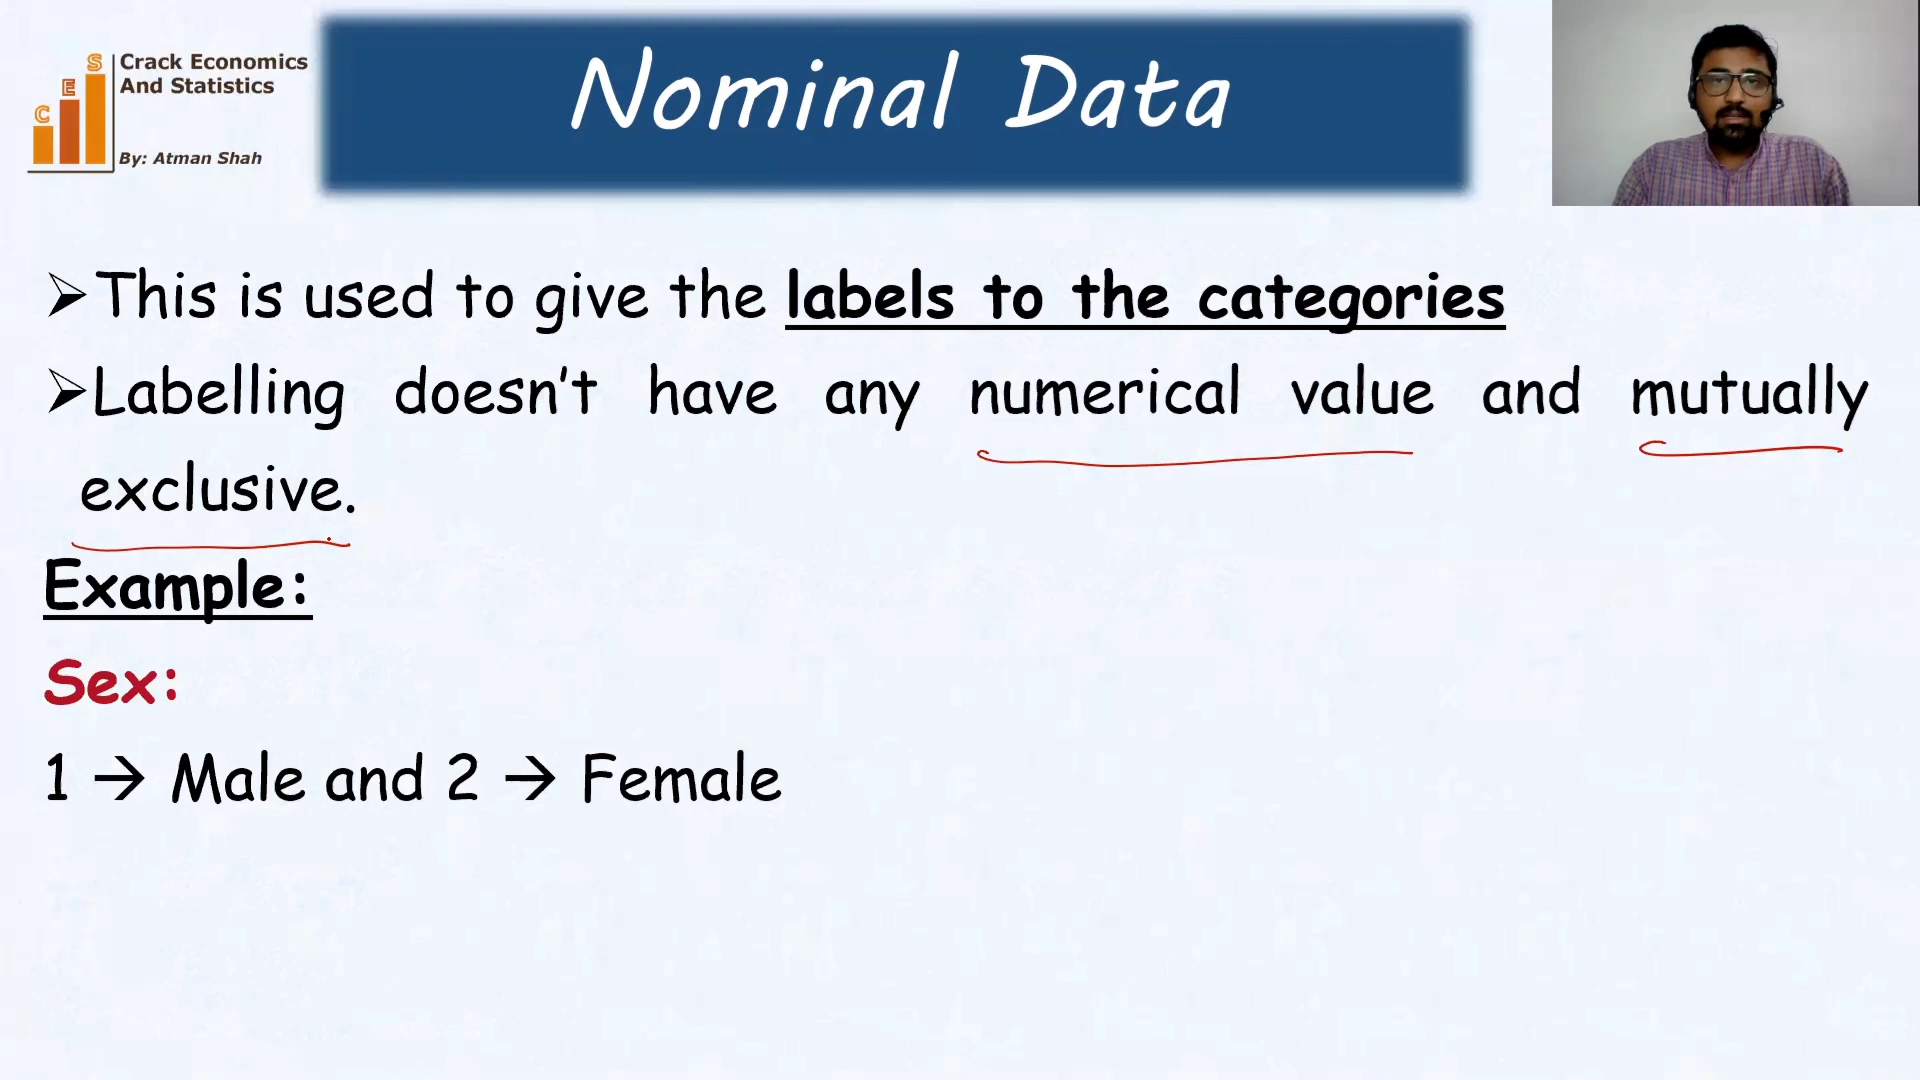 C E S
Crack Economics
And Statistics
By: Atman Shah
Nominal Data
➢This is used to give the labels to the categories
➢Labelling doesn't have any numerical value and mutually
exclusive.
Example:
Sex:
1 → Male and 2 → Female